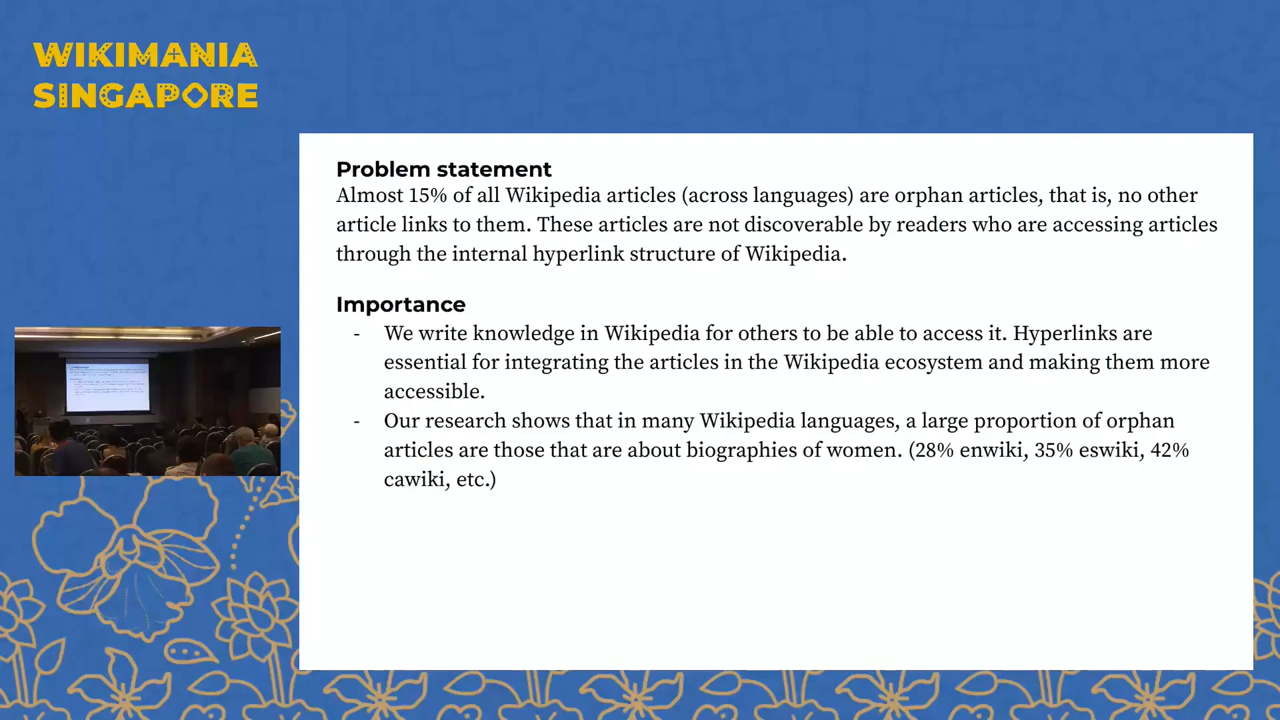 WIKIMANIA
SINGAPORE
Problem statement
Almost 15% of all Wikipedia articles (across languages) are orphan articles, that is, no other
article links to them. These articles are not discoverable by readers who are accessing articles
through the internal hyperlink structure of Wikipedia.
Importance
- We write knowledge in Wikipedia for others to be able to access it. Hyperlinks are
essential for integrating the articles in the Wikipedia ecosystem and making them more
accessible.
- Our research shows that in many Wikipedia languages, a large proportion of orphan
articles are those that are about biographies of women. (28% enwiki, 35% eswiki, 42%
cawiki, etc.)